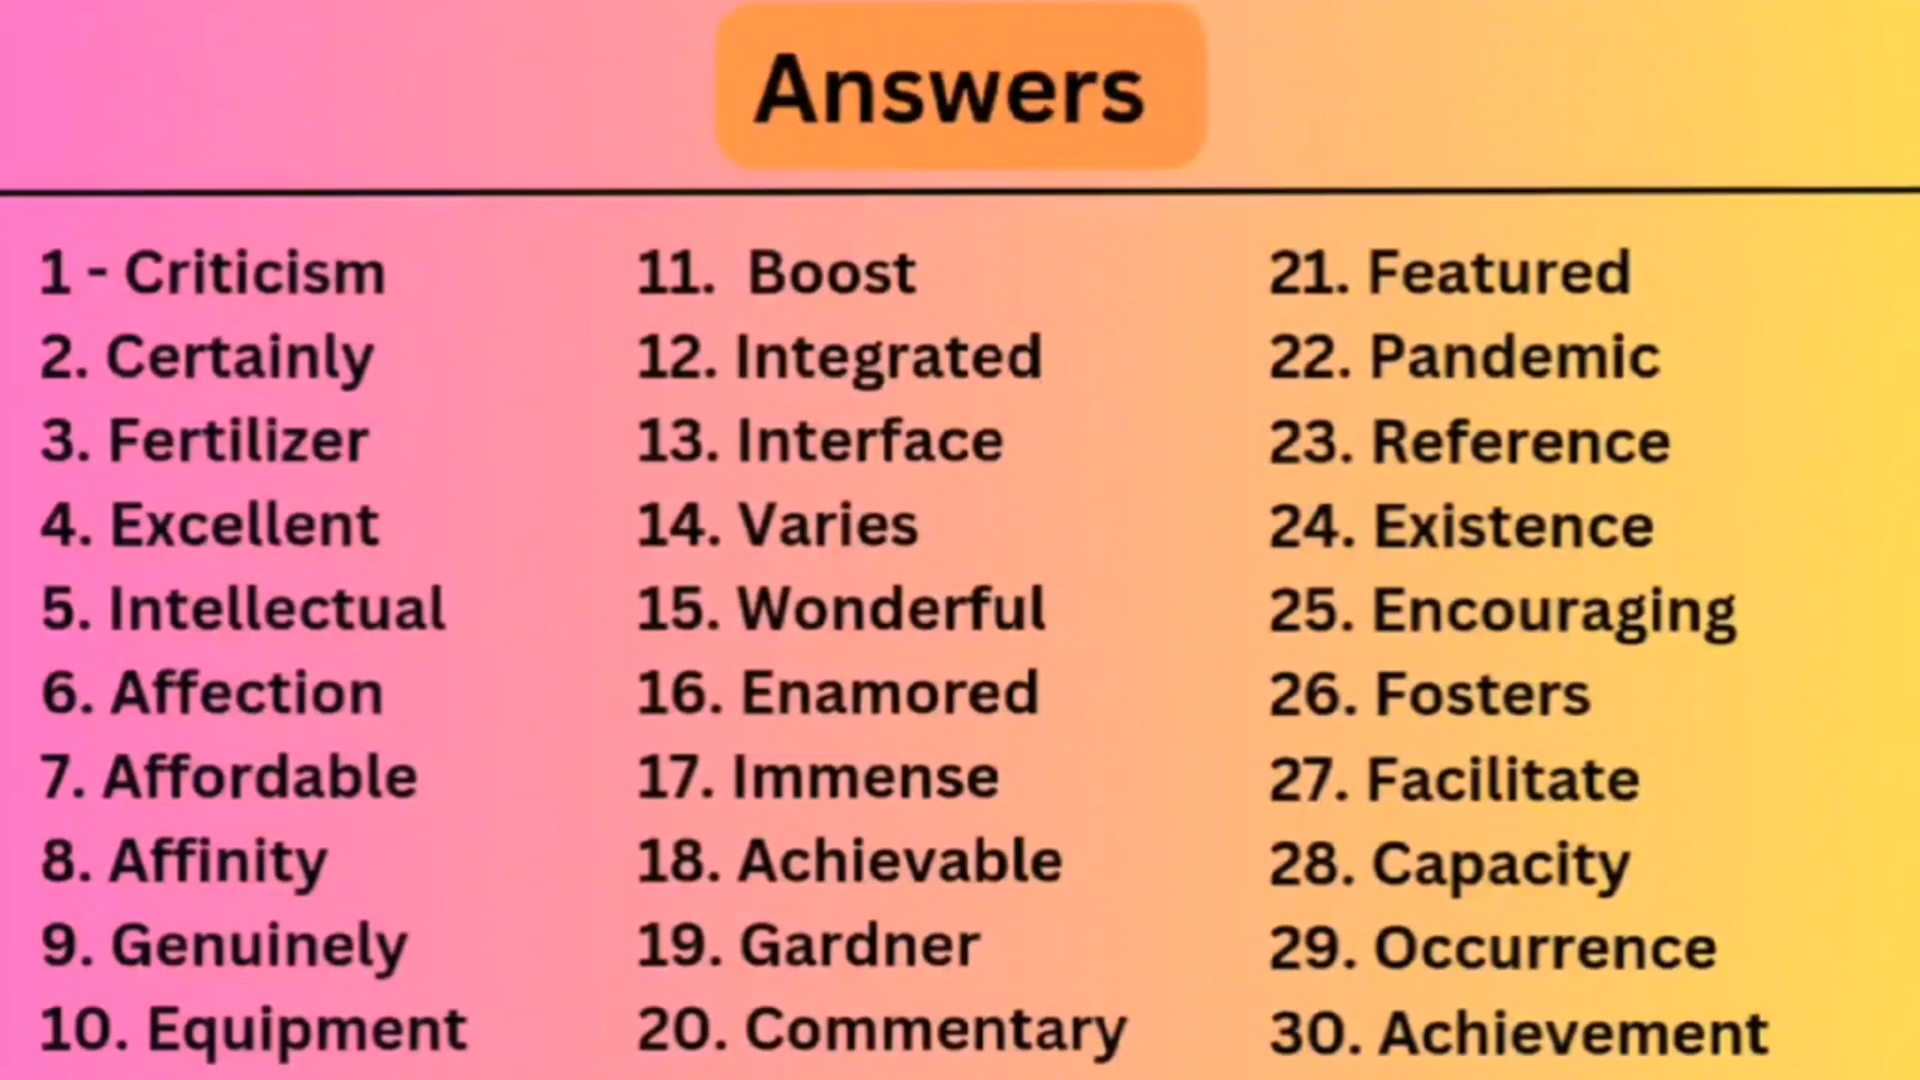 Answers
1 - Criticism
2. Certainly
3. Fertilizer
4. Excellent
5. Intellectual
6. Affection
7. Affordable
8. Affinity
9. Genuinely
10. Equipment
11. Boost
12. Integrated
13. Interface
14. Varies
15. Wonderful
16. Enamored
17. Immense
18. Achievable
19. Gardner
20. Commentary
21. Featured
22. Pandemic
23. Reference
24. Existence
25. Encouraging
26. Fosters
27. Facilitate
28. Capacity
29. Occurrence
30. Achievement